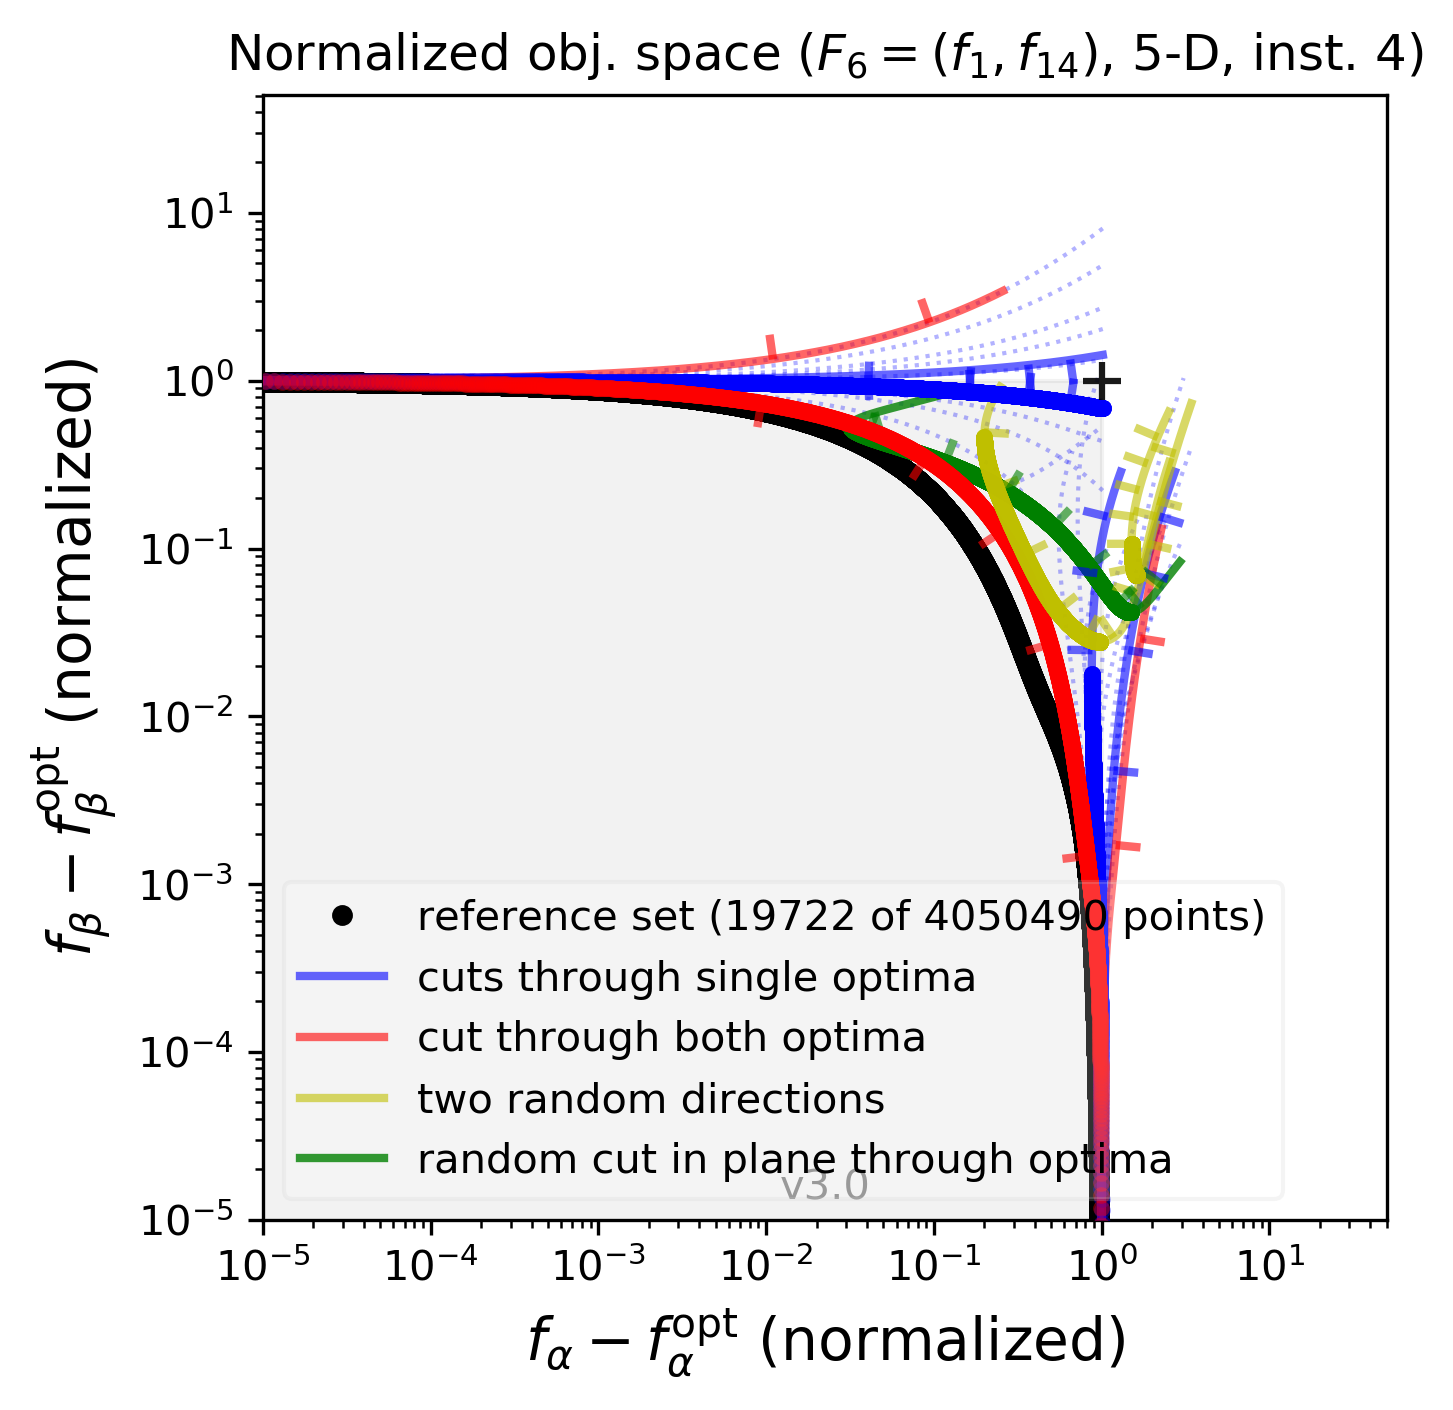 Normalized obj. space (F₆ = (f₁, f₁₄), 5-D, inst. 4)
10¹
10⁰
10⁻¹
10⁻²
10⁻³
10⁻⁴
10⁻⁵
f_β − f_β^opt (normalized)
reference set (19722 of 4050490 points)
cuts through single optima
cut through both optima
two random directions
random cut in plane through optima
v3.0
10⁻⁵ 10⁻⁴ 10⁻³ 10⁻² 10⁻¹ 10⁰ 10¹
f_α − f_α^opt (normalized)